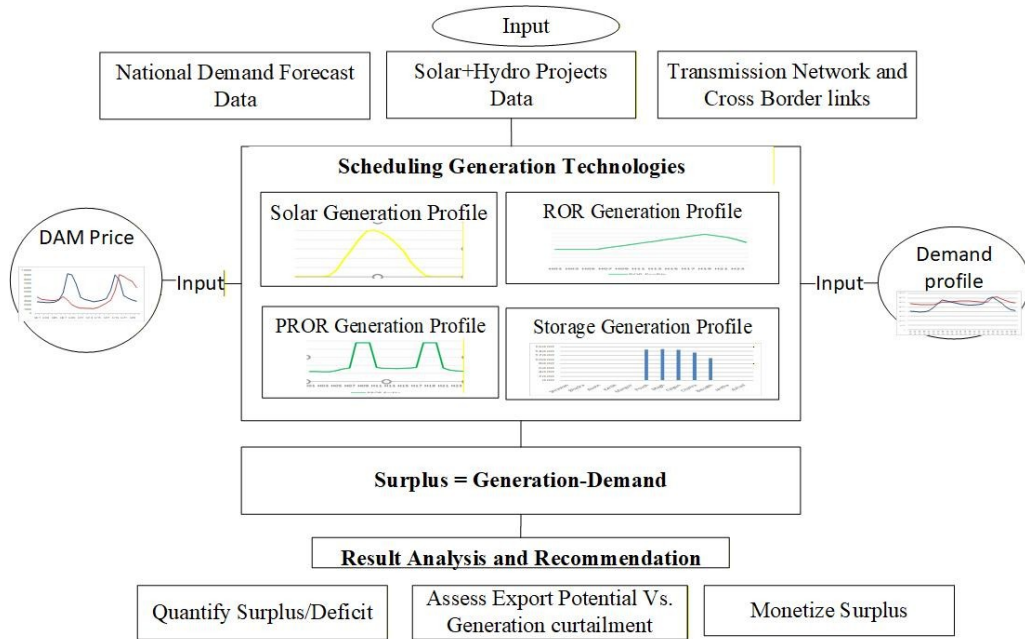 Input
National Demand Forecast
Data
Solar+Hydro Projects
Data
Transmission Network and
Cross Border links
Scheduling Generation Technologies
Solar Generation Profile
ROR Generation Profile
DAM Price
Input
Input
Demand
profile
PROR Generation Profile
Storage Generation Profile
Surplus = Generation-Demand
Result Analysis and Recommendation
Quantify Surplus/Deficit
Assess Export Potential Vs.
Generation curtailment
Monetize Surplus